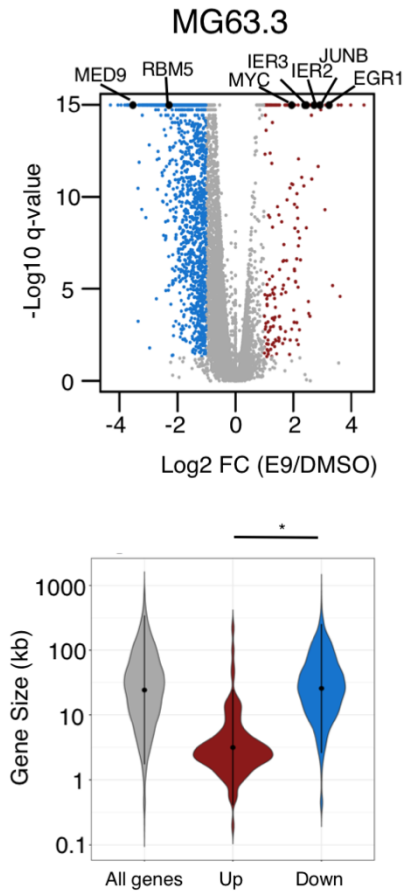 MG63.3
MED9 RBM5 MYC IER3 IER2 JUNB EGR1
15
10
5
0
-Log10 q-value
-4 -2 0 2 4
Log2 FC (E9/DMSO)
*
1000
100
10
1
0.1
Gene Size (kb)
All genes Up Down